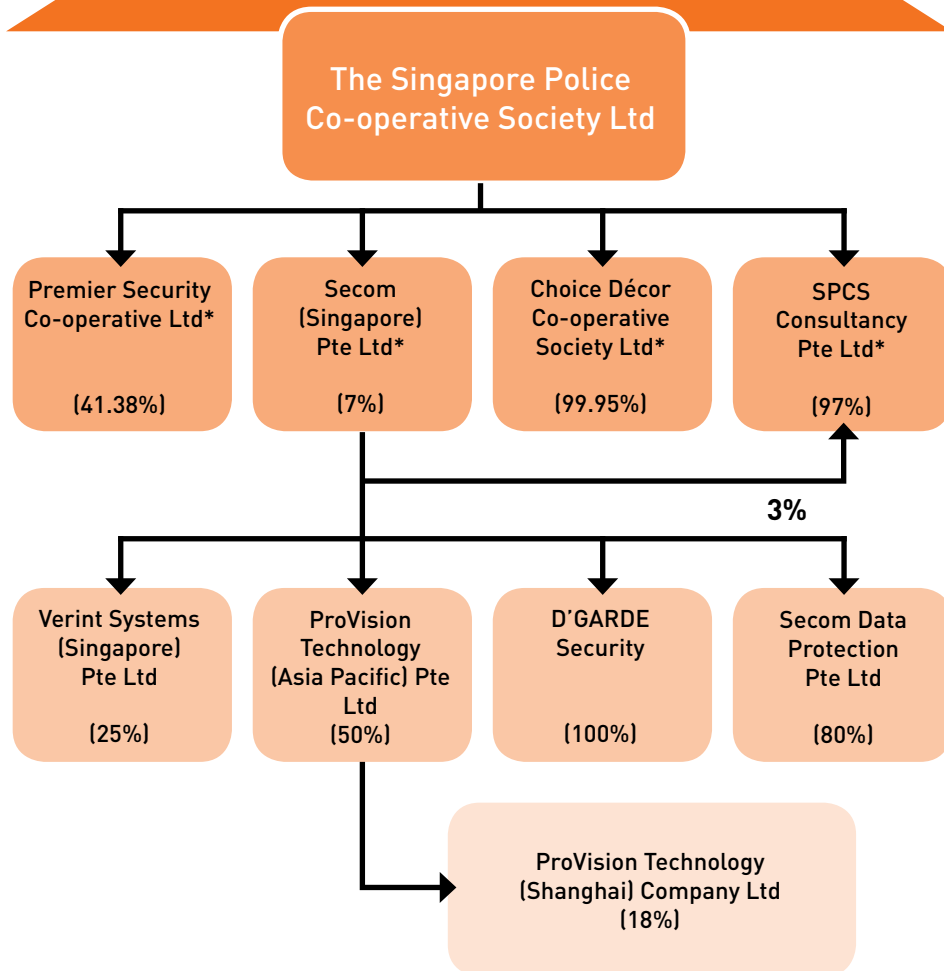 The Singapore Police
Co-operative Society Ltd
Premier Security
Co-operative Ltd*
(41.38%)
Secom
(Singapore)
Pte Ltd*
(7%)
Choice Décor
Co-operative
Society Ltd*
(99.95%)
SPCS
Consultancy
Pte Ltd*
(97%)
3%
Verint Systems
(Singapore)
Pte Ltd
(25%)
ProVision
Technology
(Asia Pacific) Pte
Ltd
(50%)
D'GARDE
Security
(100%)
Secom Data
Protection
Pte Ltd
(80%)
ProVision Technology
(Shanghai) Company Ltd
(18%)